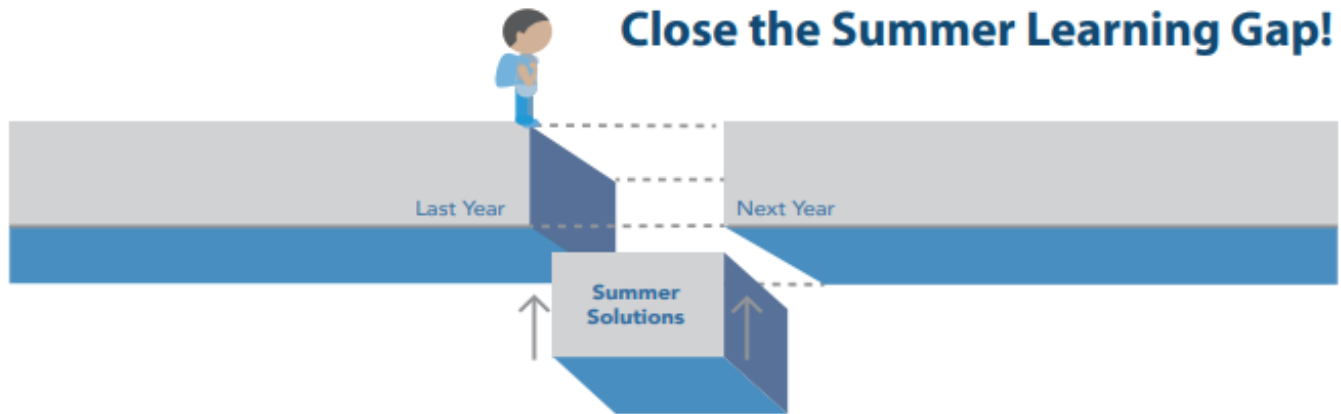 Close the Summer Learning Gap!
Last Year
Next Year
Summer
Solutions